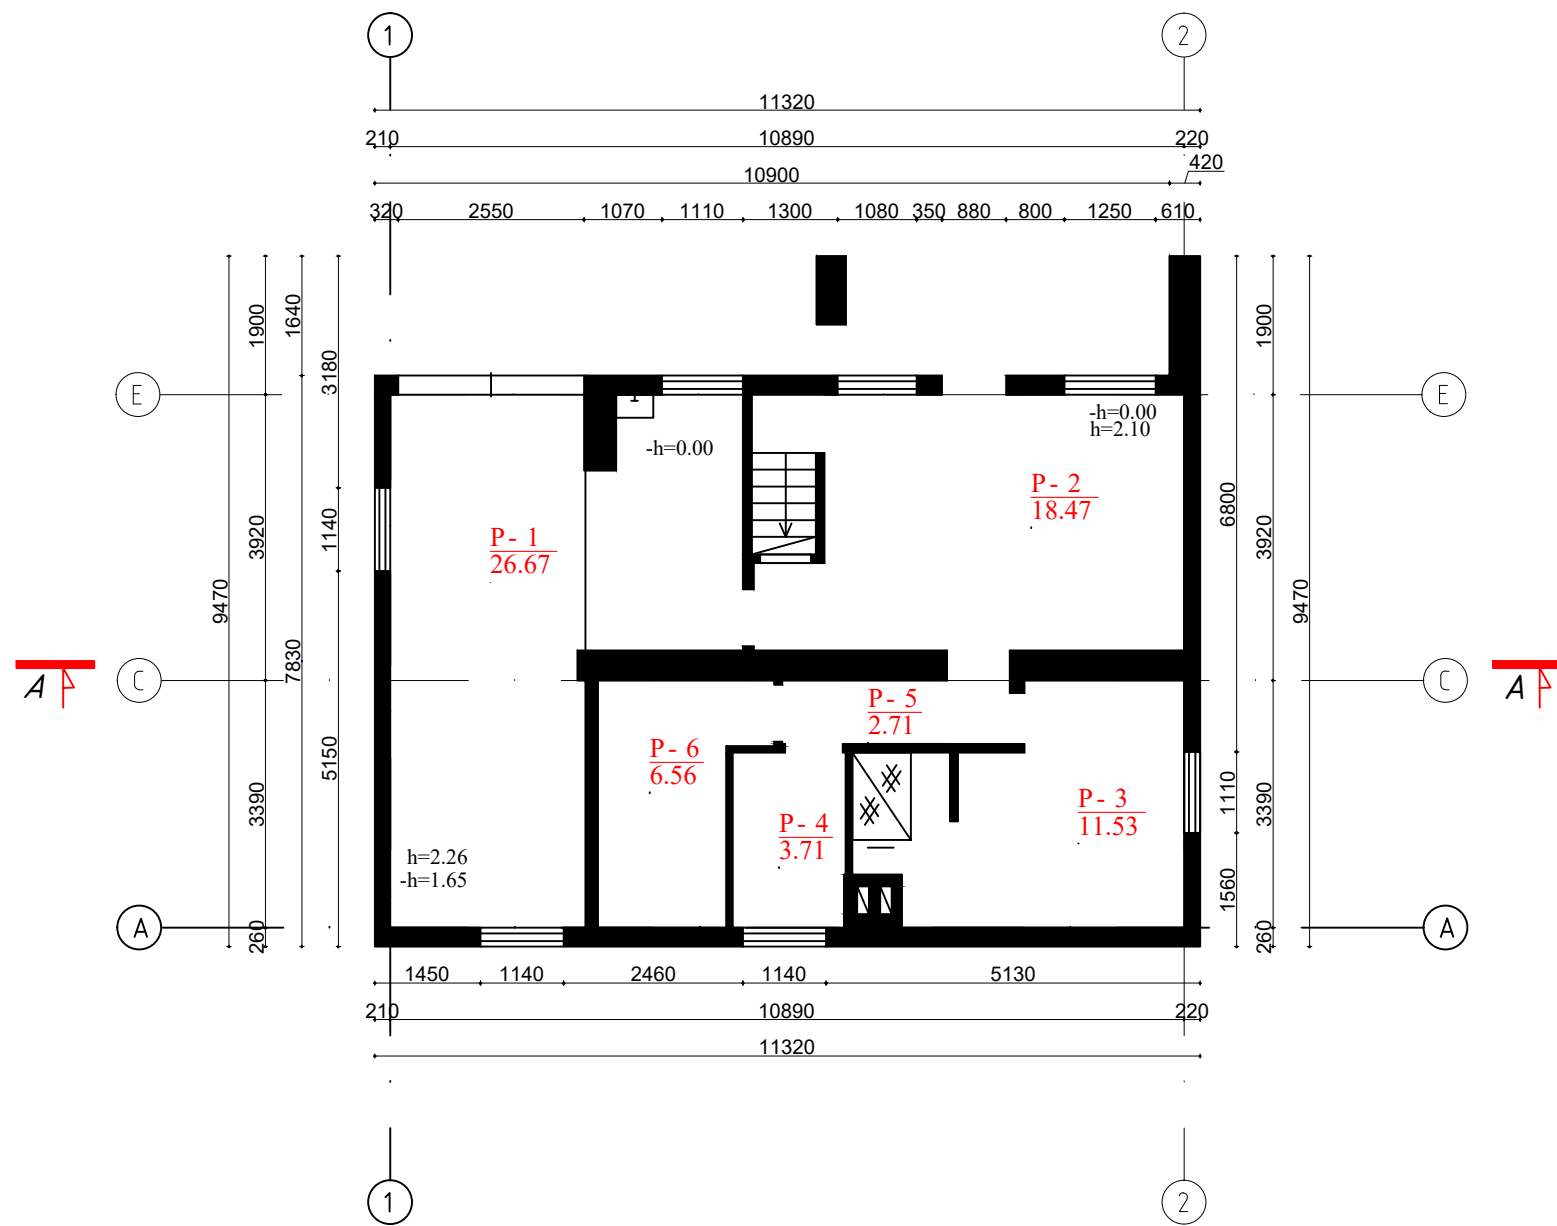 1 2
11320
210 10890 220
10900 420
320 2550 1070 1110 1300 1080 350 880 800 1250 610
1900 1640 3180 1900
E E
-h=0.00
h=2.10
-h=0.00
P- 2
18.47
P- 1
26.67
9470 3920 1140 6800 3920 9470
7830
A C C A
P- 5
2.71
P- 6
6.56
P- 3
11.53
P- 4
3.71
3390 5150 1110 3390
h=2.26
-h=1.65
1560
A A
260 260
1450 1140 2460 1140 5130
210 10890 220
11320
1 2